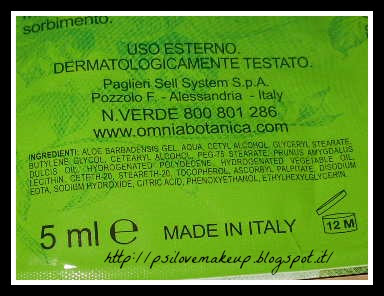 sorbimento.
USO ESTERNO.
DERMATOLOGICAMENTE TESTATO.
Paglieri Sell System S.p.A.
Pozzolo F. - Alessandria - Italy
N.VERDE 800 801 286
www.omniabotanica.com
INGREDIENTI: ALOE BARBADENSIS GEL, AQUA, CETYL ALCOHOL, GLYCERYL STEARATE,
BUTYLENE GLYCOL, CETEARYL ALCOHOL, PEG-75 STEARATE, PRUNUS AMYGDALUS
DULCIS OIL, HYDROGENATED POLYDECENE, HYDROGENATED VEGETABLE OIL,
LECITHIN, CETETH-20, STEARETH-20, TOCOPHEROL, ASCORBYL PALPITATE, DISODIUM
EDTA, SODIUM HYDROXIDE, CITRIC ACID, PHENOXYETHANOL, ETHYLHEXYLGLYCERIN.
5 ml e MADE IN ITALY
12 M
http://psilovemakeup.blogspot.it/